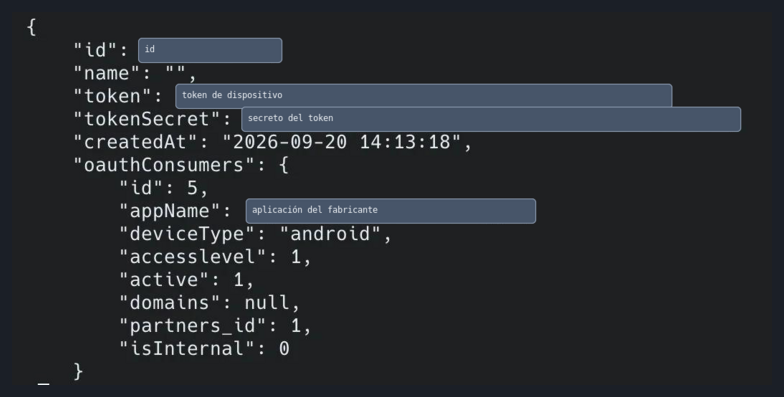 {
"id": id
"name": "",
"token": token de dispositivo
"tokenSecret": secreto del token
"createdAt": "2026-09-20 14:13:18",
"oauthConsumers": {
"id": 5,
"appName": aplicación del fabricante
"deviceType": "android",
"accesslevel": 1,
"active": 1,
"domains": null,
"partners_id": 1,
"isInternal": 0
}